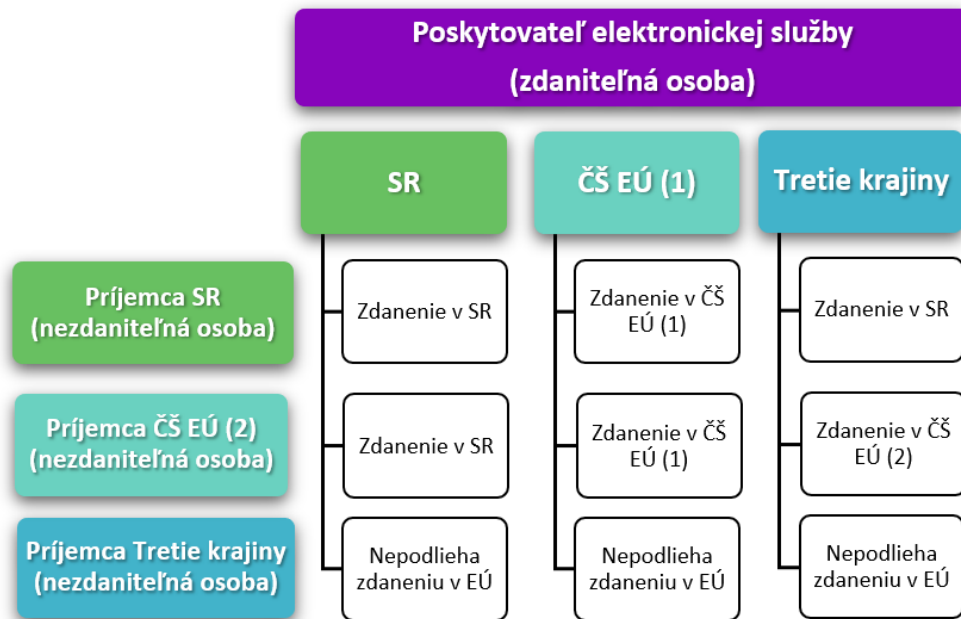 Poskytovateľ elektronickej služby
(zdaniteľná osoba)
SR
ČŠ EÚ (1)
Tretie krajiny
Príjemca SR
(nezdaniteľná osoba)
Zdanenie v SR
Zdanenie v ČŠ
EÚ (1)
Zdanenie v SR
Príjemca ČŠ EÚ (2)
(nezdaniteľná osoba)
Zdanenie v SR
Zdanenie v ČŠ
EÚ (1)
Zdanenie v ČŠ
EÚ (2)
Príjemca Tretie krajiny
(nezdaniteľná osoba)
Nepodlieha
zdaneniu v EÚ
Nepodlieha
zdaneniu v EÚ
Nepodlieha
zdaneniu v EÚ